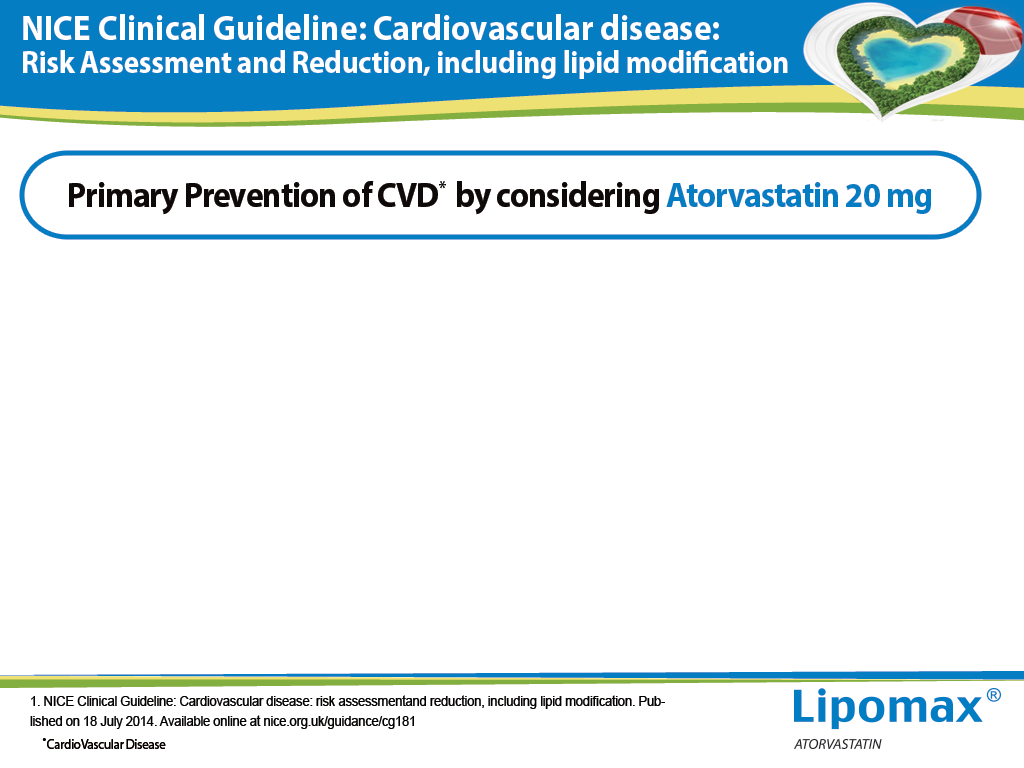 NICE Clinical Guideline: Cardiovascular disease:
Risk Assessment and Reduction, including lipid modification
Primary Prevention of CVD* by considering Atorvastatin 20 mg
1. NICE Clinical Guideline: Cardiovascular disease: risk assessmentand reduction, including lipid modification. Pub-
lished on 18 July 2014. Available online at nice.org.uk/guidance/cg181
*CardioVascular Disease
Lipomax®
ATORVASTATIN